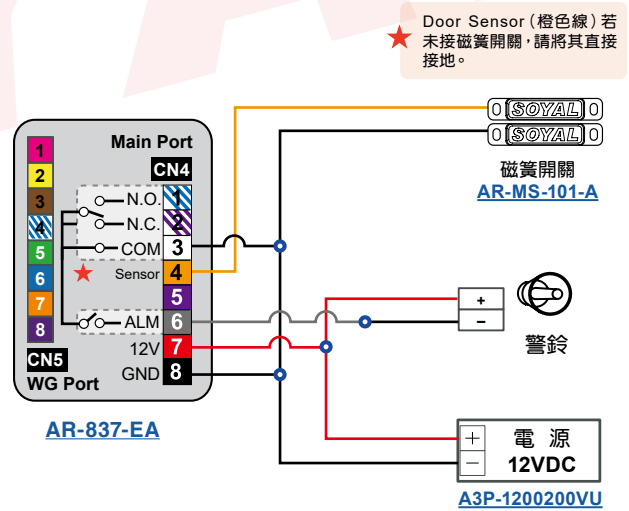 Door Sensor (橙色線) 若
未接磁簧開關，請將其直接
接地。
SOYAL
SOYAL
磁簧開關
AR-MS-101-A
Main Port
CN4
1
2
3
4
5
6
7
8
N.O.
N.C.
COM
Sensor
ALM
12V
GND
1
2
3
4
5
6
7
8
CN5
WG Port
AR-837-EA
+
−
警鈴
+
−
電 源
12VDC
A3P-1200200VU